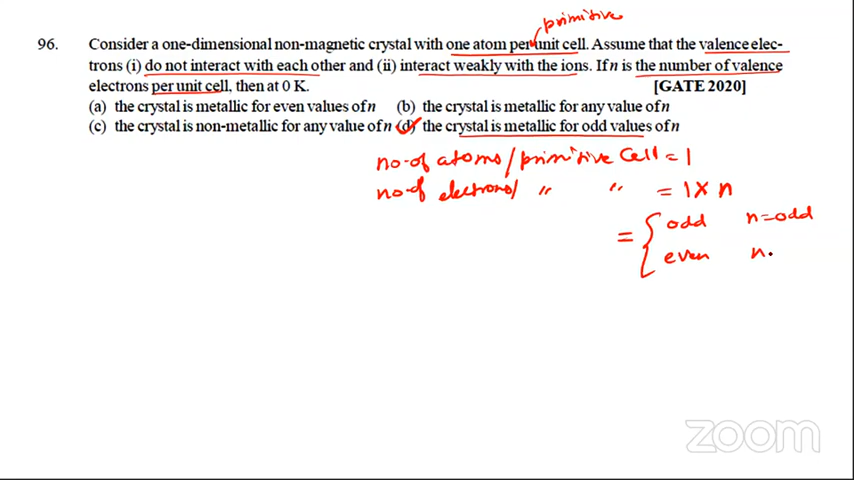 primitive
96. Consider a one-dimensional non-magnetic crystal with one atom per unit cell. Assume that the valence elec-
trons (i) do not interact with each other and (ii) interact weakly with the ions. If n is the number of valence
electrons per unit cell, then at 0 K. [GATE 2020]
(a) the crystal is metallic for even values of n (b) the crystal is metallic for any value of n
(c) the crystal is non-metallic for any value of n (d) the crystal is metallic for odd values of n
no. of atoms/primitive Cell = 1
no. of electrons/ " " = 1 × n
= { odd n=odd
even n
zoom